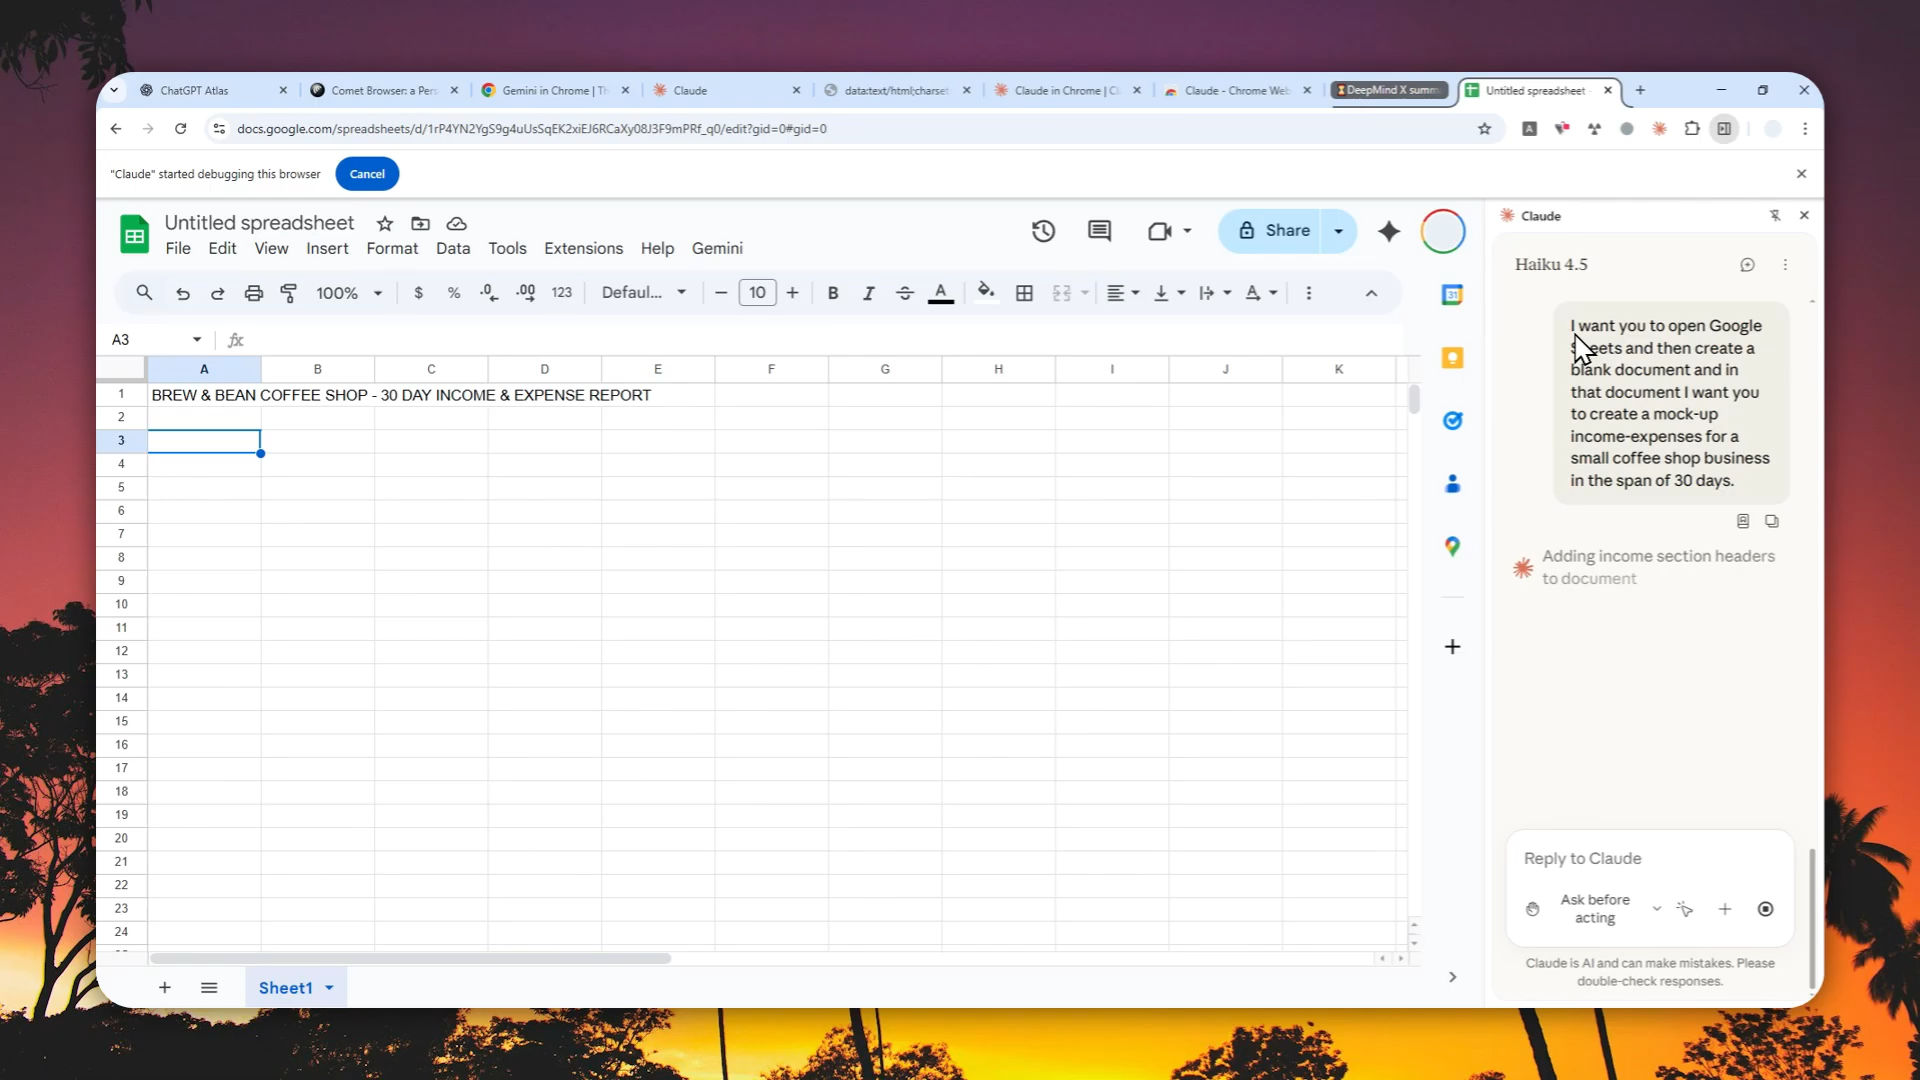 ChatGPT Atlas
Comet Browser: a Pers
Gemini in Chrome | Th
Claude
data:text/html;charset
Claude in Chrome | Cl
Claude - Chrome Web
DeepMind X summ
Untitled spreadsheet
docs.google.com/spreadsheets/d/1rP4YN2YgS9g4uUsSqEK2xiEJ6RCaXy08J3F9mPRf_q0/edit?gid=0#gid=0
"Claude" started debugging this browser
Cancel
Untitled spreadsheet
File Edit View Insert Format Data Tools Extensions Help Gemini
Share
100% $ % .0 .00 123 Defaul... 10 B I S A
A3 fx
A B C D E F G H I J K
1 BREW & BEAN COFFEE SHOP - 30 DAY INCOME & EXPENSE REPORT
2
3
4
5
6
7
8
9
10
11
12
13
14
15
16
17
18
19
20
21
22
23
24
Sheet1
Claude
Haiku 4.5
I want you to open Google
Sheets and then create a
blank document and in
that document I want you
to create a mock-up
income-expenses for a
small coffee shop business
in the span of 30 days.
Adding income section headers
to document
Reply to Claude
Ask before
acting
Claude is AI and can make mistakes. Please
double-check responses.